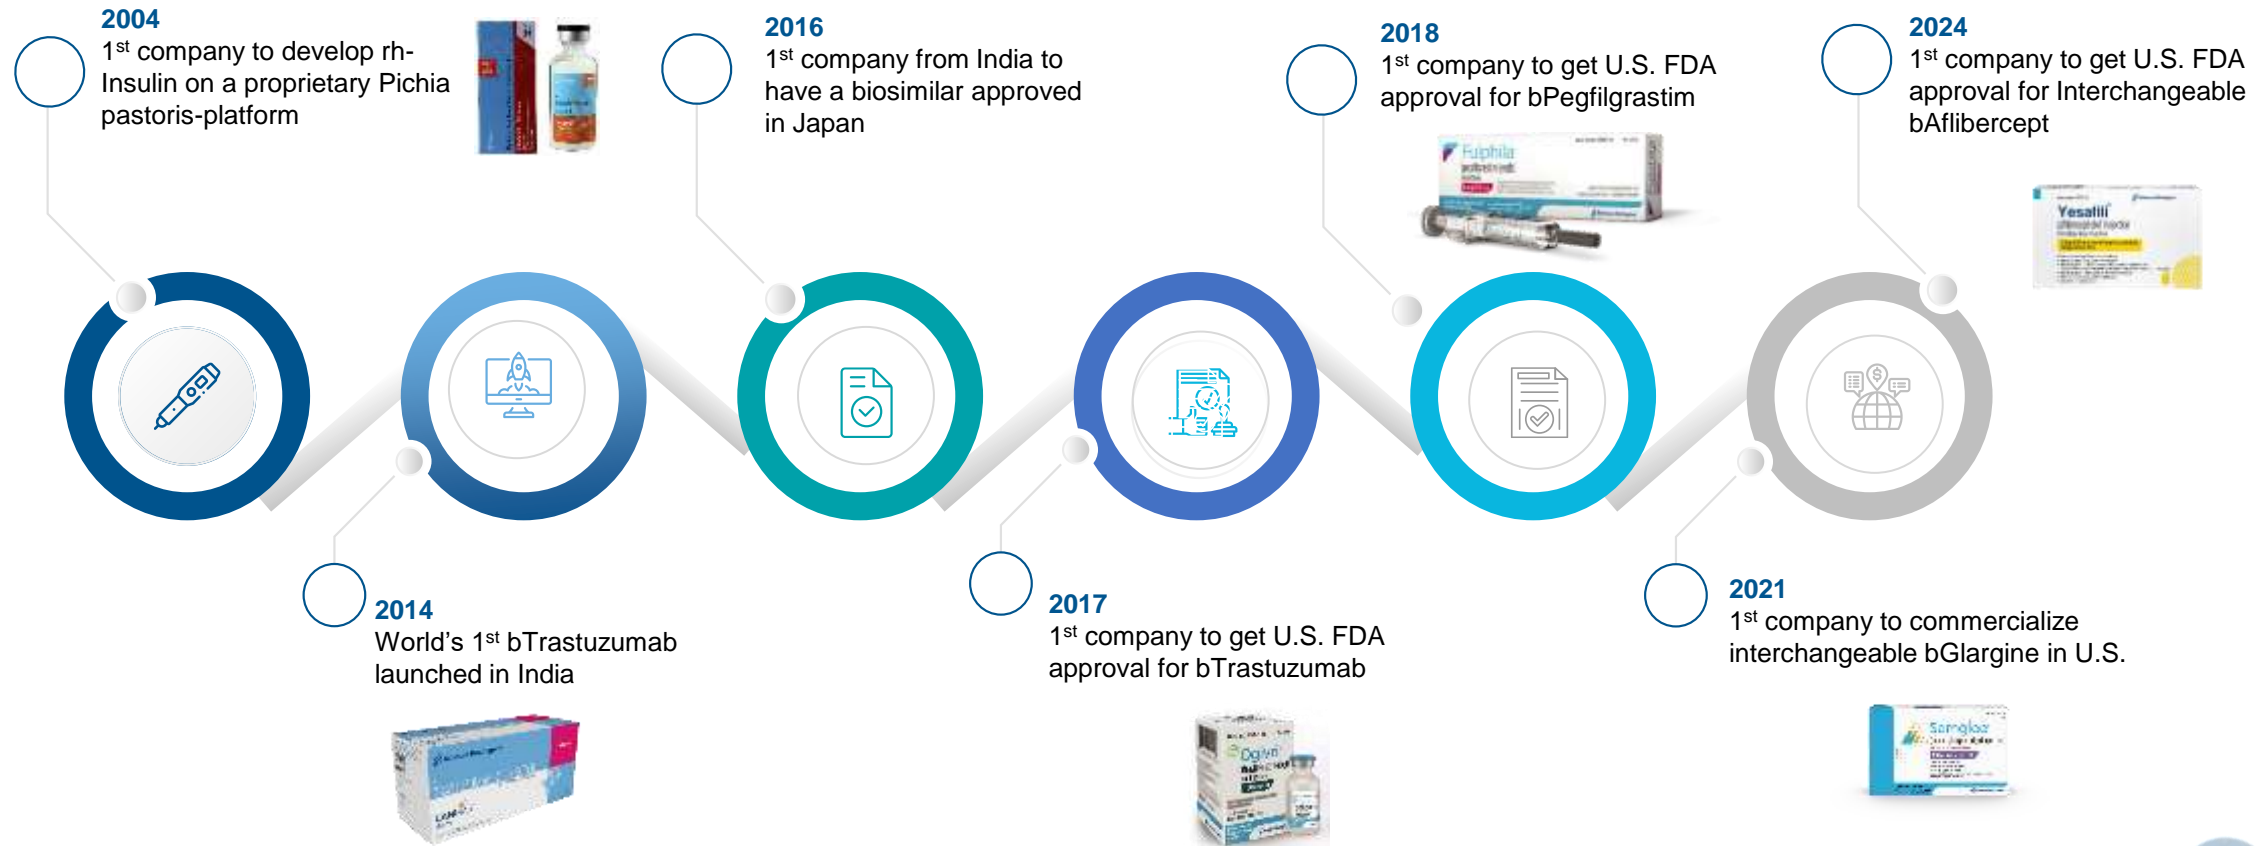 2004
1st company to develop rh-
Insulin on a proprietary Pichia
pastoris-platform
2016
1st company from India to
have a biosimilar approved
in Japan
2018
1st company to get U.S. FDA
approval for bPegfilgrastim
Fulphila
2024
1st company to get U.S. FDA
approval for Interchangeable
bAflibercept
Yesafili
2014
World's 1st bTrastuzumab
launched in India
2017
1st company to get U.S. FDA
approval for bTrastuzumab
Ogivri
2021
1st company to commercialize
interchangeable bGlargine in U.S.
Semglee